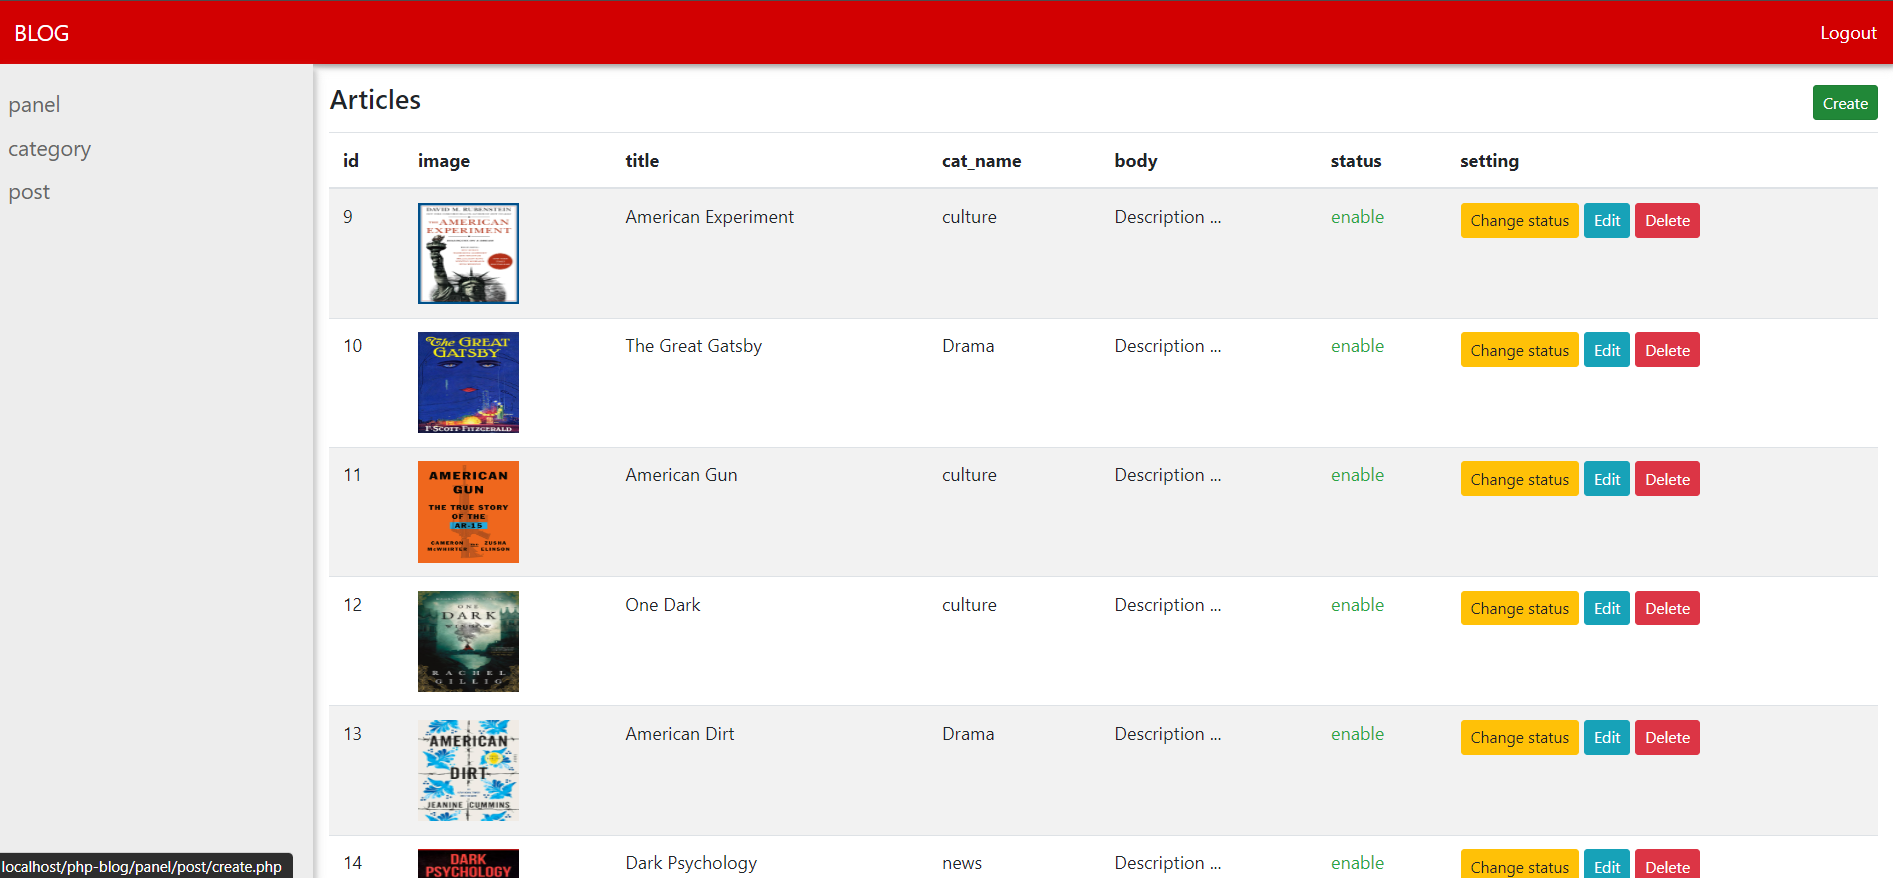 BLOG
Logout
panel
category
post
Articles
Create
id image title cat_name body status setting
9 American Experiment culture Description ... enable Change status Edit Delete
DAVID M. RUBENSTEIN
THE AMERICAN
EXPERIMENT
10 The Great Gatsby Drama Description ... enable Change status Edit Delete
The GREAT
GATSBY
F·SCOTT·FITZGERALD
11 American Gun culture Description ... enable Change status Edit Delete
AMERICAN
GUN
THE TRUE STORY
OF THE
AR-15
CAMERON
MCWHIRTER
ZUSHA
ELINSON
12 One Dark culture Description ... enable Change status Edit Delete
ONE
DARK
WINDOW
RACHEL
GILLIG
13 American Dirt Drama Description ... enable Change status Edit Delete
AMERICAN
DIRT
JEANINE CUMMINS
14 Dark Psychology news Description ... enable Change status Edit Delete
DARK
PSYCHOLOGY
localhost/php-blog/panel/post/create.php